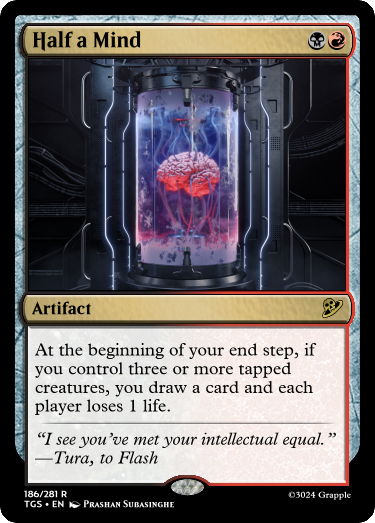 Half a Mind
Artifact
At the beginning of your end step, if
you control three or more tapped
creatures, you draw a card and each
player loses 1 life.
“I see you’ve met your intellectual equal.”
—Tura, to Flash
186/281 R
TGS • EN Prashan Subasinghe
©3024 Grapple